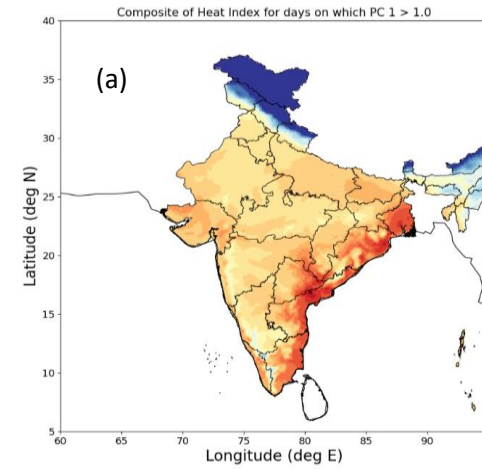 Composite of Heat Index for days on which PC 1 > 1.0
(a)
40
35
30
25
20
15
10
5
Latitude (deg N)
60 65 70 75 80 85 90
Longitude (deg E)